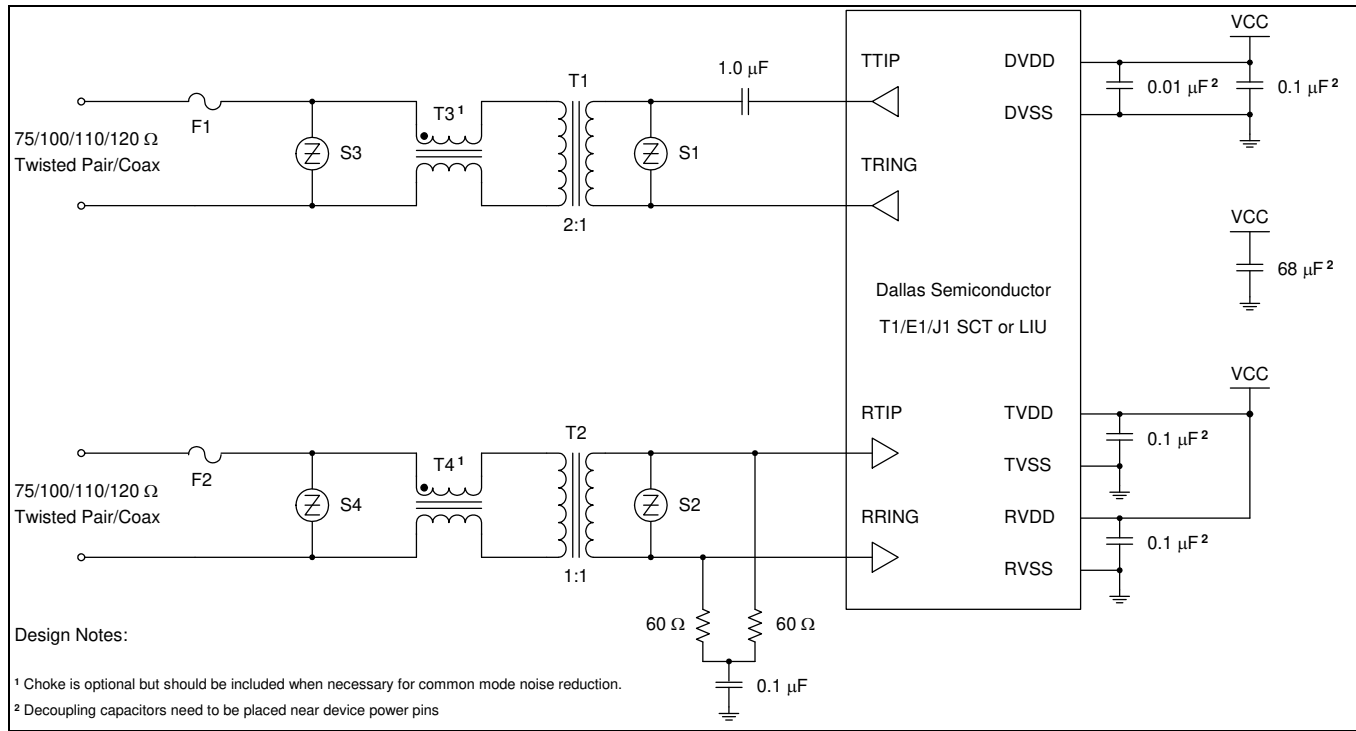 VCC
T1
1.0 µF
TTIP
DVDD
0.01 µF²
0.1 µF²
F1
T3¹
DVSS
75/100/110/120 Ω
Twisted Pair/Coax
S3
S1
TRING
2:1
VCC
68 µF²
Dallas Semiconductor
T1/E1/J1 SCT or LIU
VCC
RTIP
TVDD
T2
0.1 µF²
F2
T4¹
TVSS
75/100/110/120 Ω
Twisted Pair/Coax
S4
S2
RRING
RVDD
0.1 µF²
RVSS
1:1
60 Ω
60 Ω
0.1 µF
Design Notes:
¹ Choke is optional but should be included when necessary for common mode noise reduction.
² Decoupling capacitors need to be placed near device power pins